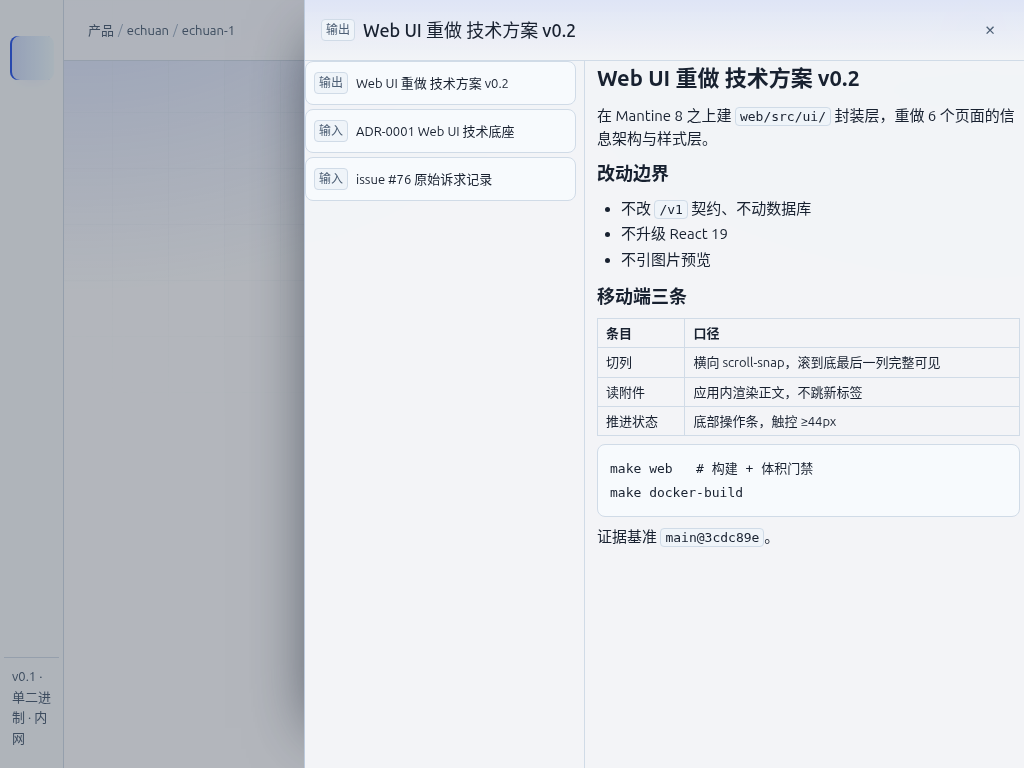 产品 / echuan / echuan-1
输出 Web UI 重做 技术方案 v0.2 ×
输出 Web UI 重做 技术方案 v0.2
输入 ADR-0001 Web UI 技术底座
输入 issue #76 原始诉求记录
Web UI 重做 技术方案 v0.2
在 Mantine 8 之上建 web/src/ui/ 封装层，重做 6 个页面的信
息架构与样式层。
改动边界
• 不改 /v1 契约、不动数据库
• 不升级 React 19
• 不引图片预览
移动端三条
条目 口径
切列 横向 scroll-snap，滚到底最后一列完整可见
读附件 应用内渲染正文，不跳新标签
推进状态 底部操作条，触控 ≥44px
make web   # 构建 + 体积门禁
make docker-build
证据基准 main@3cdc89e。
v0.1 ·
单二进
制 · 内
网